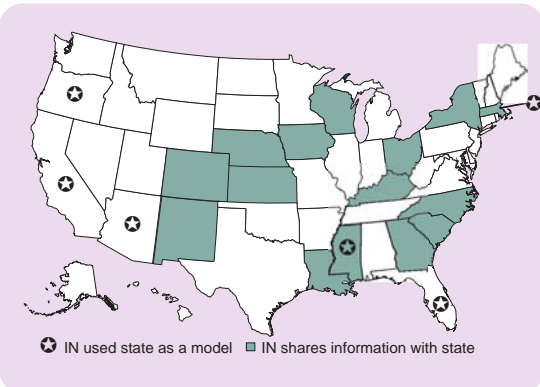 IN used state as a model IN shares information with state